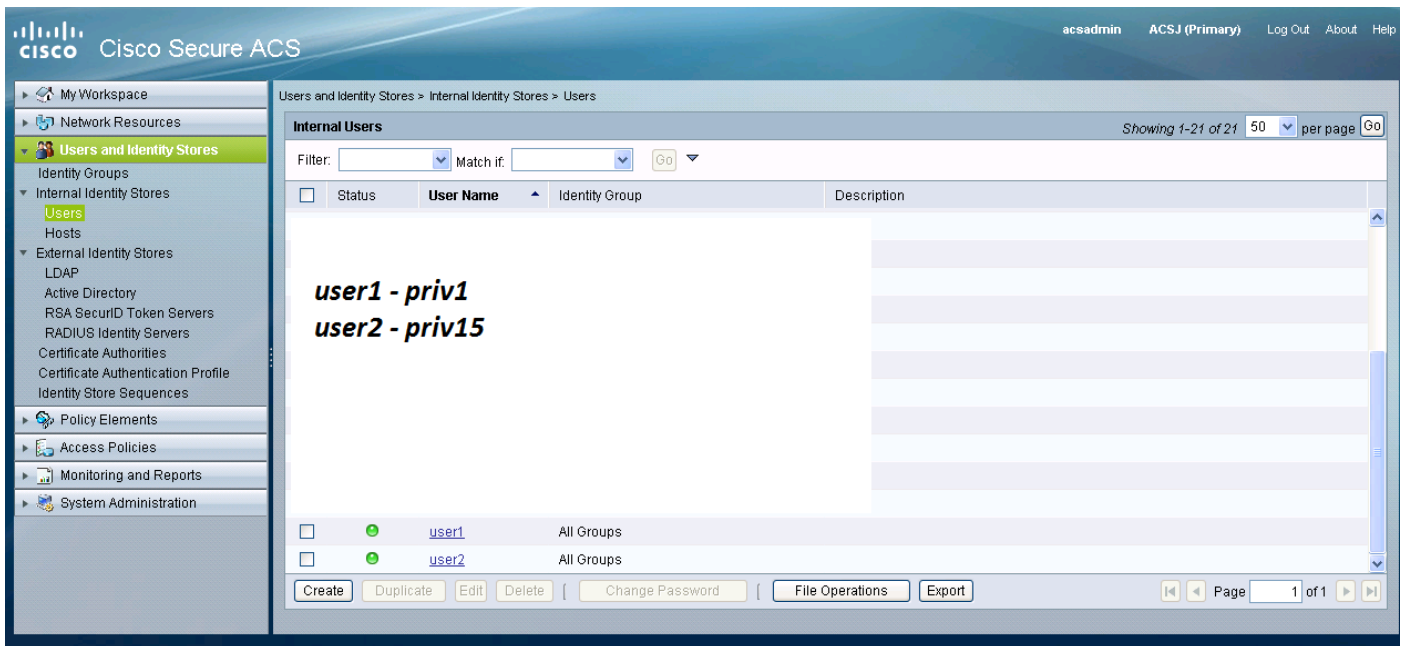 CISCO Cisco Secure ACS
acsadmin ACSJ (Primary) Log Out About Help
My Workspace
Network Resources
Users and Identity Stores
Identity Groups
Internal Identity Stores
Users
Hosts
External Identity Stores
LDAP
Active Directory
RSA SecurID Token Servers
RADIUS Identity Servers
Certificate Authorities
Certificate Authentication Profile
Identity Store Sequences
Policy Elements
Access Policies
Monitoring and Reports
System Administration
Users and Identity Stores > Internal Identity Stores > Users
Internal Users Showing 1-21 of 21 50 per page Go
Filter: Match if: Go
Status User Name Identity Group Description
user1 - priv1
user2 - priv15
user1 All Groups
user2 All Groups
Create Duplicate Edit Delete | Change Password | File Operations Export Page 1 of 1